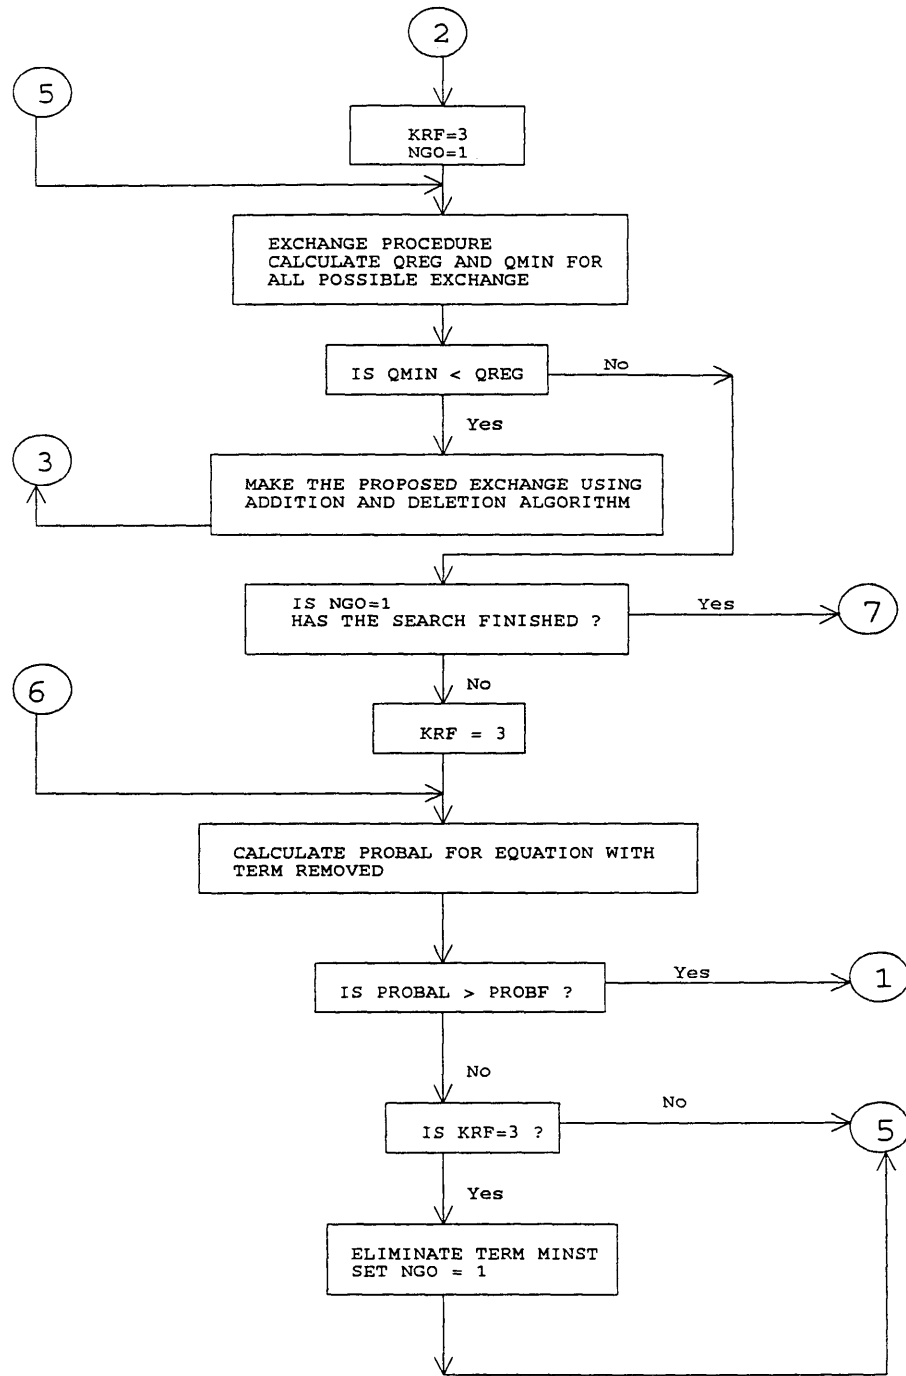 2
5
KRF=3
NGO=1
EXCHANGE PROCEDURE
CALCULATE QREG AND QMIN FOR
ALL POSSIBLE EXCHANGE
IS QMIN < QREG
No
Yes
3
MAKE THE PROPOSED EXCHANGE USING
ADDITION AND DELETION ALGORITHM
IS NGO=1
HAS THE SEARCH FINISHED ?
Yes
7
No
6
KRF = 3
CALCULATE PROBAL FOR EQUATION WITH
TERM REMOVED
IS PROBAL > PROBF ?
Yes
1
No
IS KRF=3 ?
No
5
Yes
ELIMINATE TERM MINST
SET NGO = 1